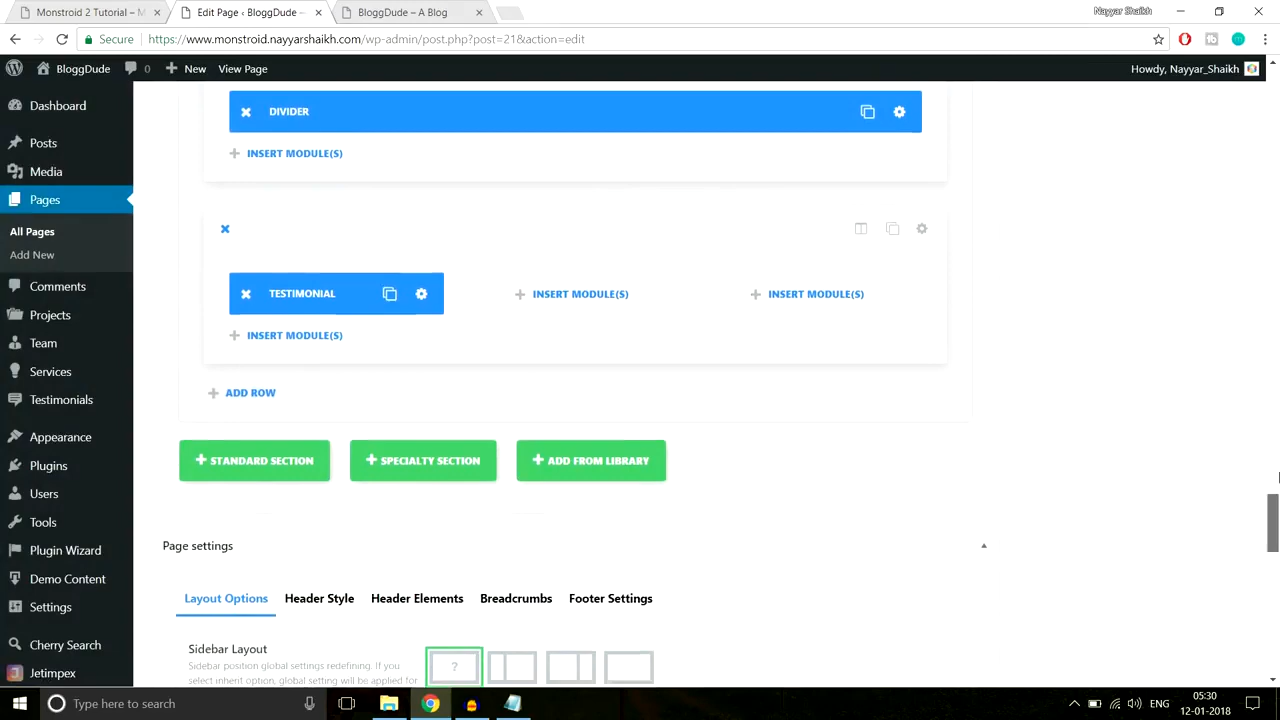 Monstroid 2 Tutorial – M
Edit Page ‹ BloggDude —
BloggDude – A Blog
Nayyar Shaikh
Secure
https://www.monstroid.nayyarshaikh.com/wp-admin/post.php?post=21&action=edit
BloggDude
0
New
View Page
Howdy, Nayyar_Shaikh
Dashboard
Posts
Media
Pages
All Pages
Add New
Comments
Projects
Team
Services
Testimonials
Appearance
Plugins
Users
Tools
Plugin Wizard
Demo Content
Settings
Cherry Search
Jetimpex
DIVIDER
INSERT MODULE(S)
TESTIMONIAL
INSERT MODULE(S)
INSERT MODULE(S)
INSERT MODULE(S)
ADD ROW
STANDARD SECTION
SPECIALTY SECTION
ADD FROM LIBRARY
Page settings
Layout Options
Header Style
Header Elements
Breadcrumbs
Footer Settings
Sidebar Layout
Sidebar position global settings redefining. If you
select inherit option, global setting will be applied for
?
Type here to search
ENG
05:30
12-01-2018